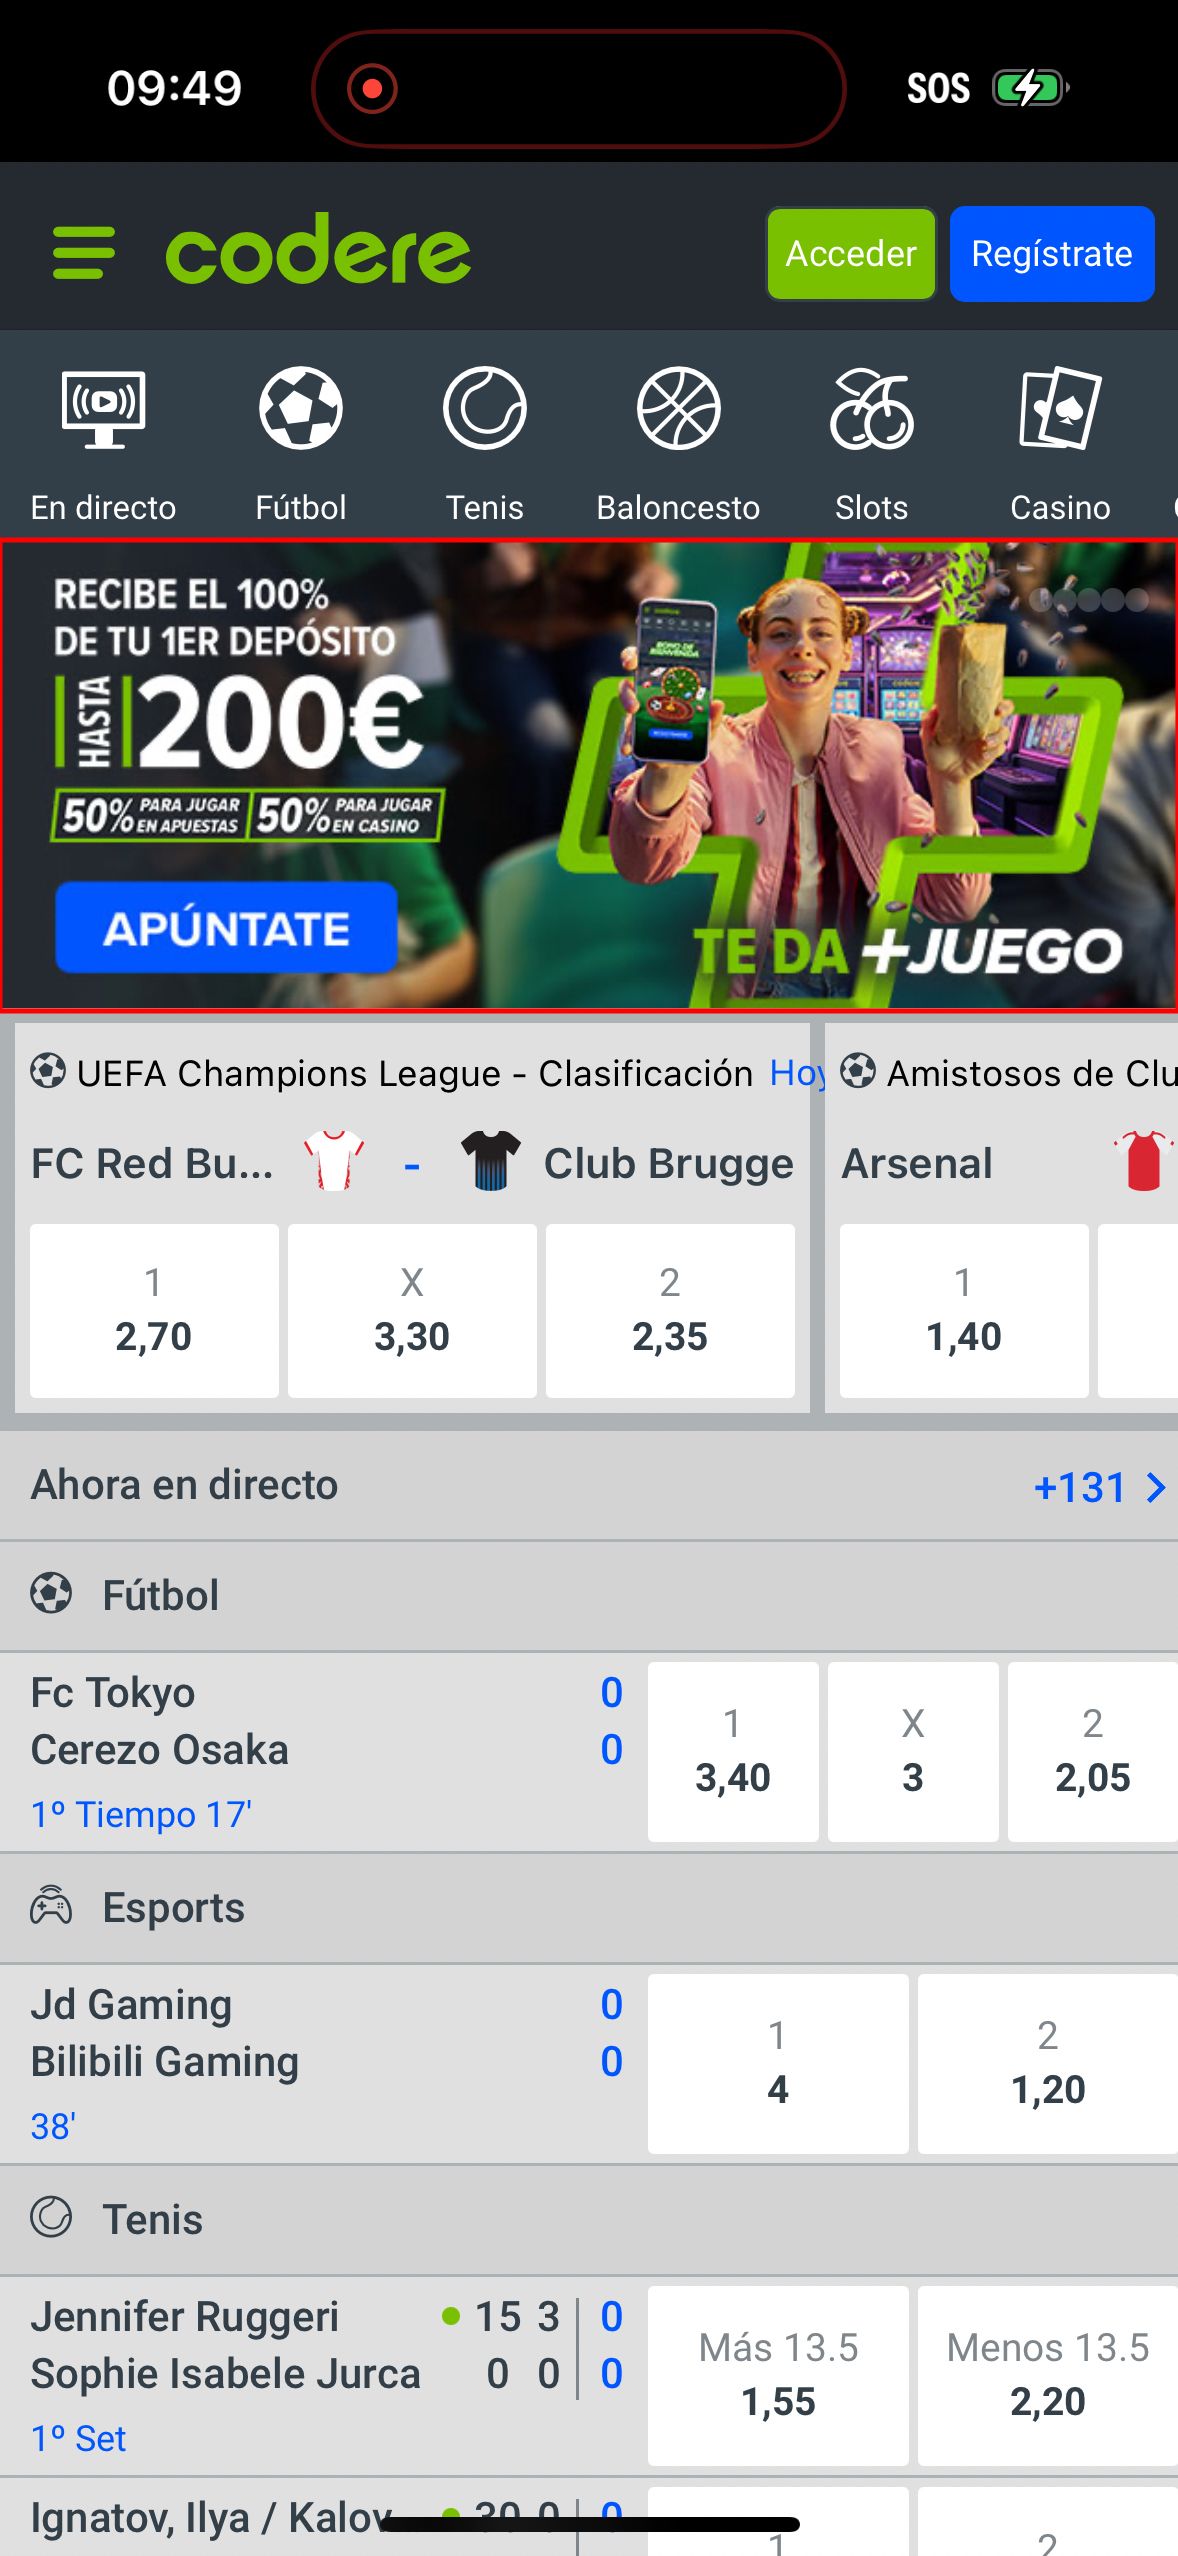 09:49
SOS
codere
Acceder
Regístrate
En directo
Fútbol
Tenis
Baloncesto
Slots
Casino
RECIBE EL 100%
DE TU 1ER DEPÓSITO
HASTA
200€
50% PARA JUGAR EN APUESTAS
50% PARA JUGAR EN CASINO
APÚNTATE
TE DA +JUEGO
UEFA Champions League - Clasificación Hoy
FC Red Bu... - Club Brugge
1
2,70
X
3,30
2
2,35
Amistosos de Clu
Arsenal
1
1,40
Ahora en directo
+131
Fútbol
Fc Tokyo 0
Cerezo Osaka 0
1º Tiempo 17'
1
3,40
X
3
2
2,05
Esports
Jd Gaming 0
Bilibili Gaming 0
38'
1
4
2
1,20
Tenis
Jennifer Ruggeri 15 3 0
Sophie Isabele Jurca 0 0 0
1º Set
Más 13.5
1,55
Menos 13.5
2,20
Ignatov, Ilya / Kalov... 30 0 0
1
2